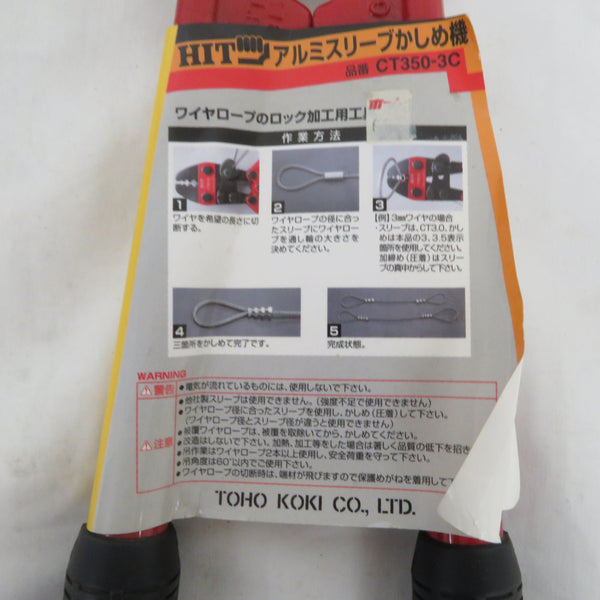 HIT アルミスリーブかしめ機
品番 CT350-3C
ワイヤロープのロック加工用工
作業方法
1
ワイヤを希望の長さに切
断する。
2
ワイヤロープの径に合っ
たスリーブにワイヤロー
プを通し輪の大きさを
決めてください。
3
【例】3㎜ワイヤの場合
・スリーブは、CT3.0、かし
めは本品の3、3.5表示
箇所を使用してください。
加締め(圧着)はスリー
ブの真中からして下さい。
4
三箇所をかしめて完了です。
5
完成状態。
WARNING
警告
●電気が流れているものには、使用しないで下さい。
注意
●他社製スリーブは使用できません。(強度不足で使用できません)
●ワイヤロープ径に合ったスリーブを使用し、かしめ(圧着)して下さい。
(ワイヤロープ径とスリーブ径が違うと使用できません)
●被覆ワイヤロープは、被覆を取除いてから、かしめてください。
●改造はしないで下さい。加熱、加工等をした場合は著しく品質の低下を招き
●吊作業はワイヤロープ2本以上使用し、安全荷重を守って下さい。
●吊角度は60°以内でご使用下さい。
●ワイヤロープの切断時は、端材が飛びますので保護めがねを着用して下
TOHO KOKI CO., LTD.